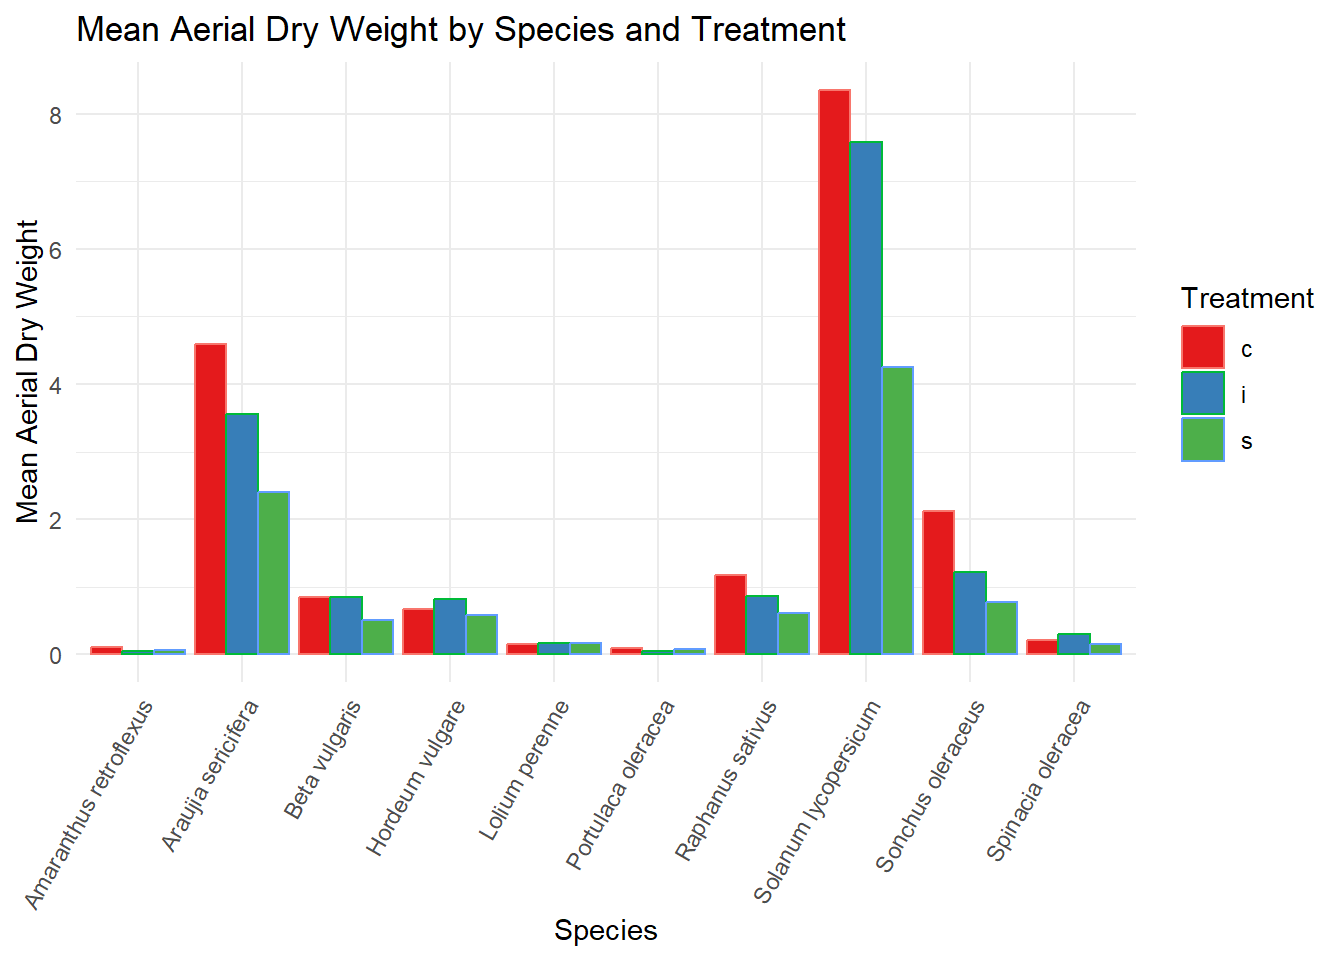 Mean Aerial Dry Weight by Species and Treatment
Mean Aerial Dry Weight
8
6
4
2
0
Amaranthus retroflexus
Araujia sericifera
Beta vulgaris
Hordeum vulgare
Lolium perenne
Portulaca oleracea
Raphanus sativus
Solanum lycopersicum
Sonchus oleraceus
Spinacia oleracea
Species
Treatment
c
i
s